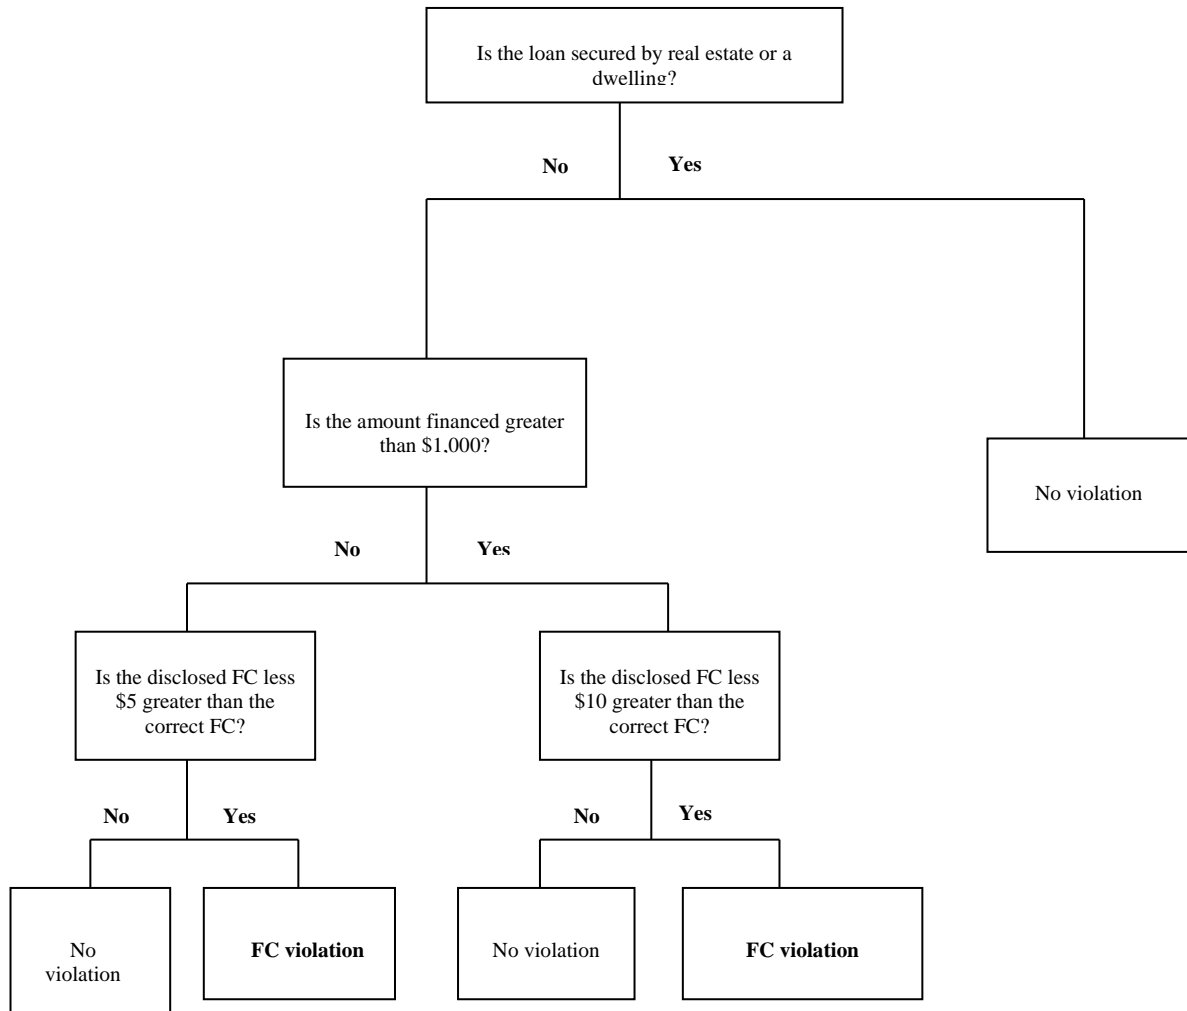 Is the loan secured by real estate or a
dwelling?
No
Yes
Is the amount financed greater
than $1,000?
No violation
No
Yes
Is the disclosed FC less
$5 greater than the
correct FC?
Is the disclosed FC less
$10 greater than the
correct FC?
No
Yes
No
Yes
No
violation
FC violation
No violation
FC violation